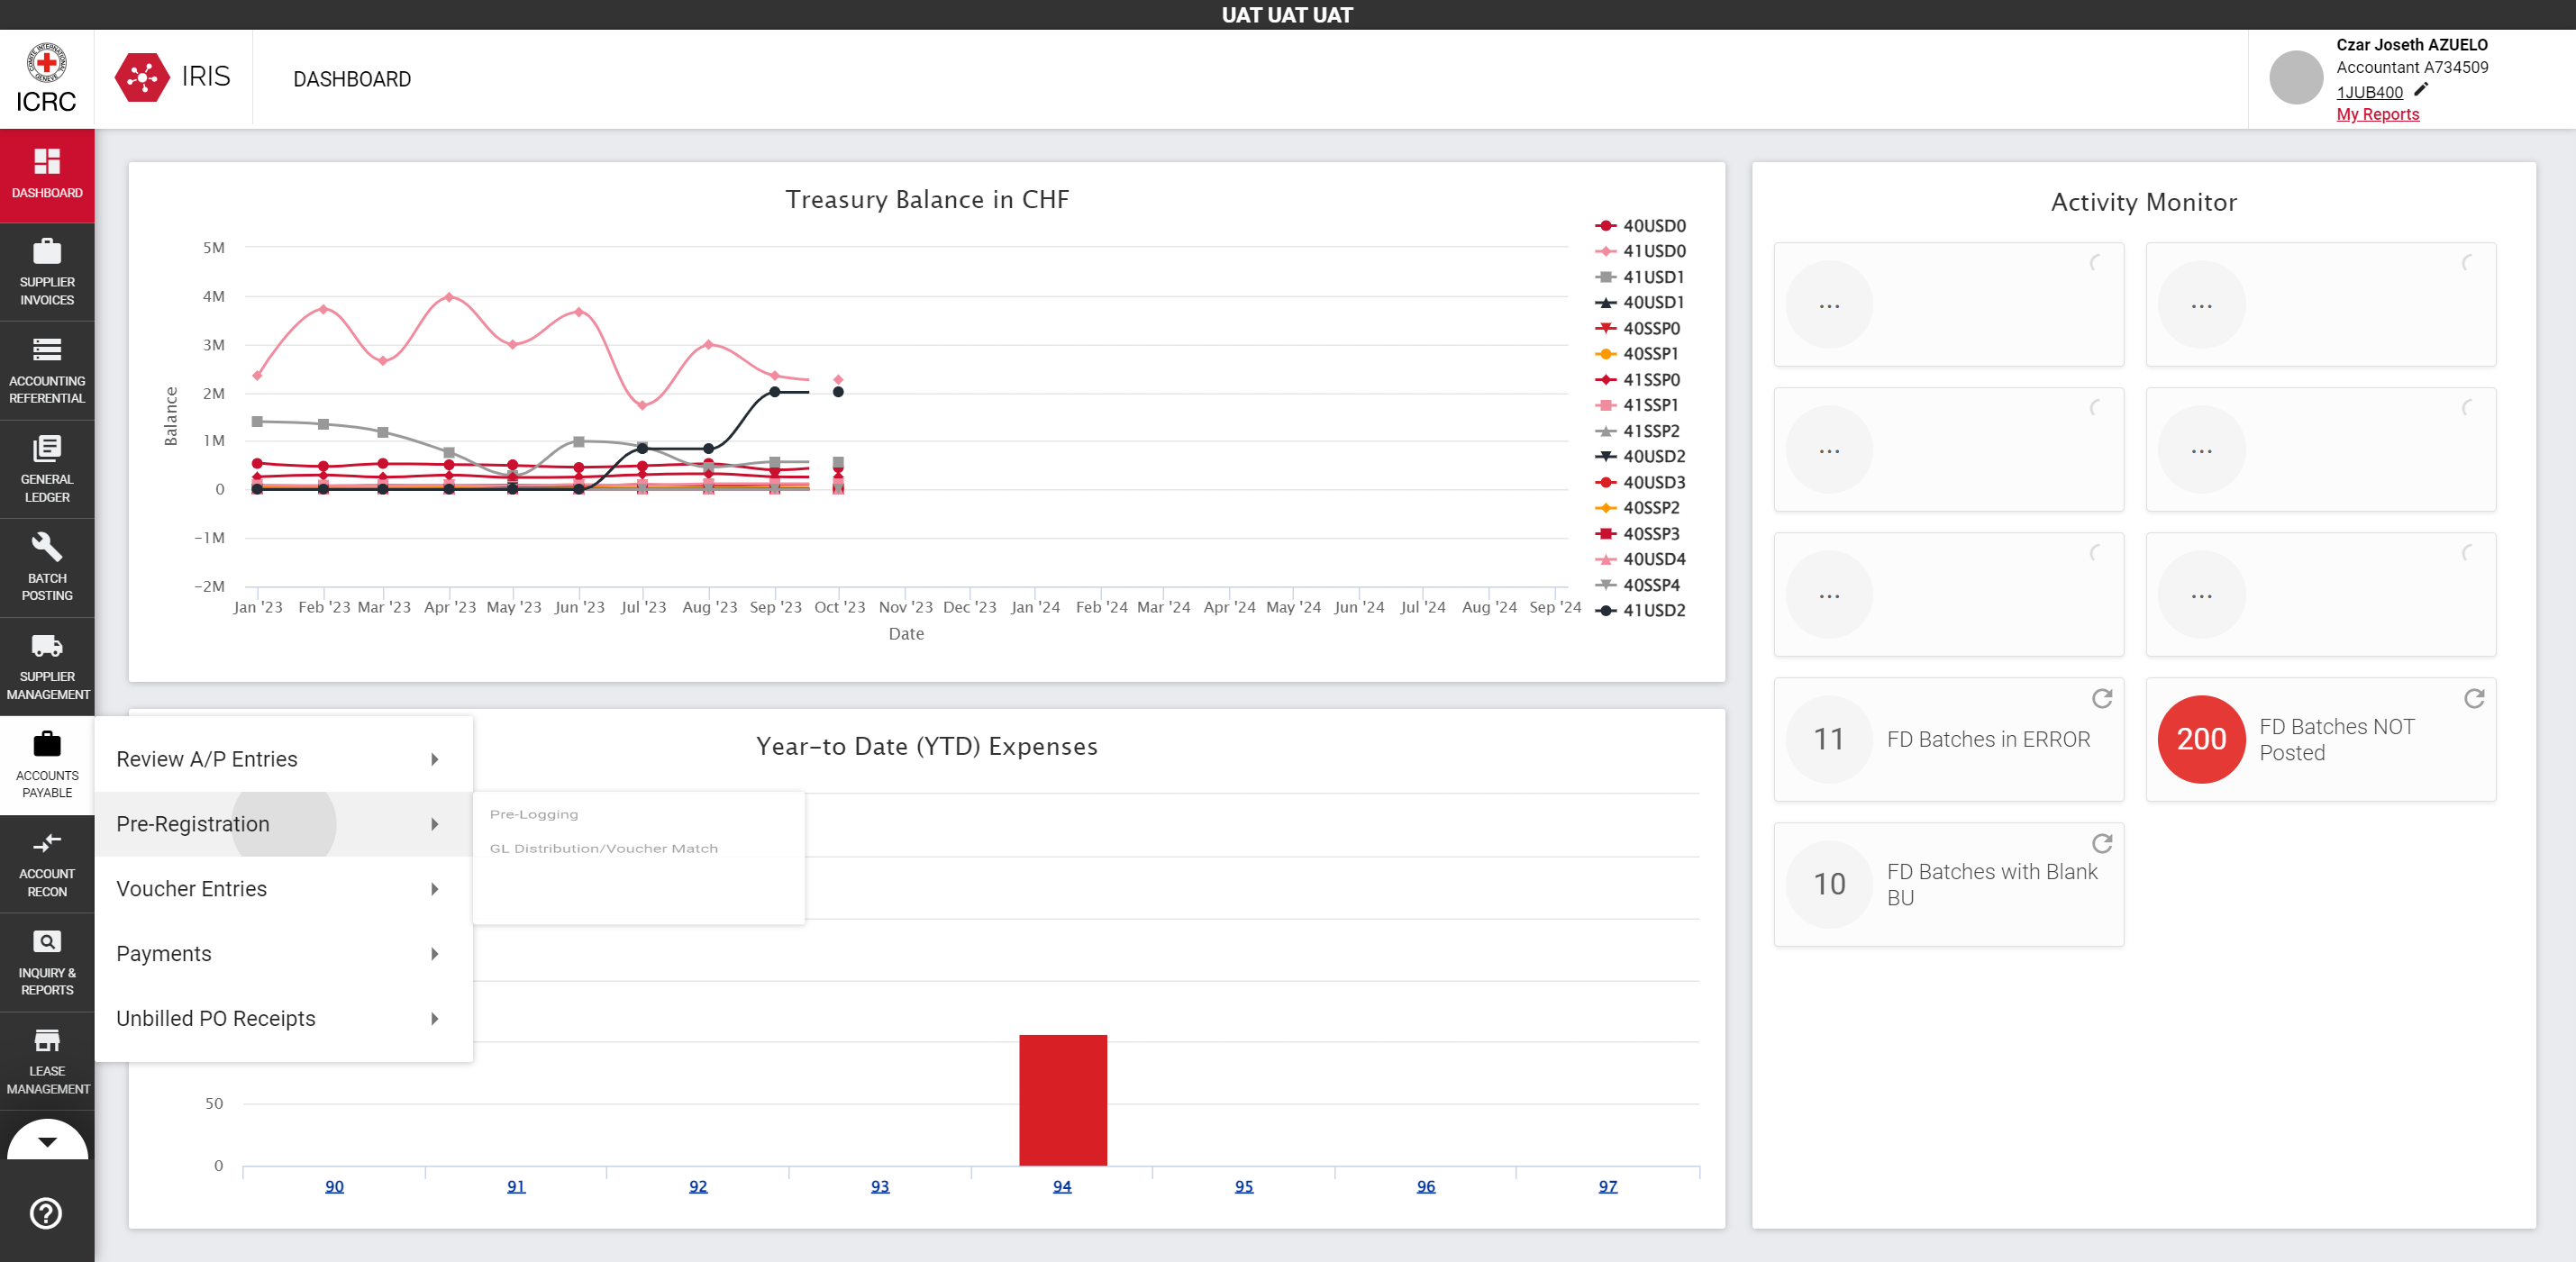 UAT UAT UAT
ICRC
IRIS
DASHBOARD
Czar Joseth AZUELO
Accountant A734509
1JUB400
My Reports
DASHBOARD
SUPPLIER
INVOICES
ACCOUNTING
REFERENTIAL
GENERAL
LEDGER
BATCH
POSTING
SUPPLIER
MANAGEMENT
ACCOUNTS
PAYABLE
ACCOUNT
RECON
INQUIRY &
REPORTS
LEASE
MANAGEMENT
Review A/P Entries
Pre-Registration
Voucher Entries
Payments
Unbilled PO Receipts
Pre-Logging
GL Distribution/Voucher Match
Treasury Balance in CHF
Balance
5M
4M
3M
2M
1M
0
-1M
-2M
Jan '23 Feb '23 Mar '23 Apr '23 May '23 Jun '23 Jul '23 Aug '23 Sep '23 Oct '23 Nov '23 Dec '23 Jan '24 Feb '24 Mar '24 Apr '24 May '24 Jun '24 Jul '24 Aug '24 Sep '24
Date
40USD0
41USD0
41USD1
40USD1
40SSP0
40SSP1
41SSP0
41SSP1
41SSP2
40USD2
40USD3
40SSP2
40SSP3
40USD4
40SSP4
41USD2
Year-to Date (YTD) Expenses
50
0
90 91 92 93 94 95 96 97
Activity Monitor
...
...
...
...
...
...
11 FD Batches in ERROR
200 FD Batches NOT
Posted
10 FD Batches with Blank
BU